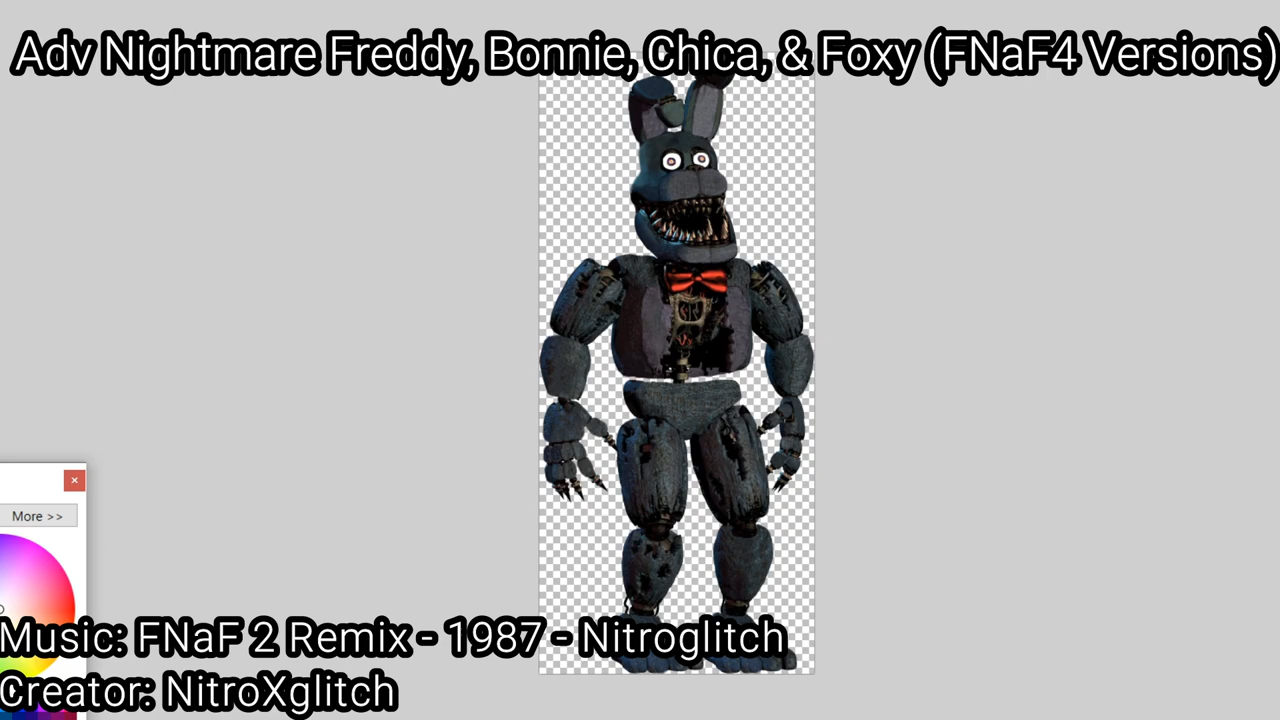 Adv Nightmare Freddy, Bonnie, Chica, & Foxy (FNaF4 Versions)
More >>
Music: FNaF 2 Remix - 1987 - Nitroglitch
Creator: NitroXglitch